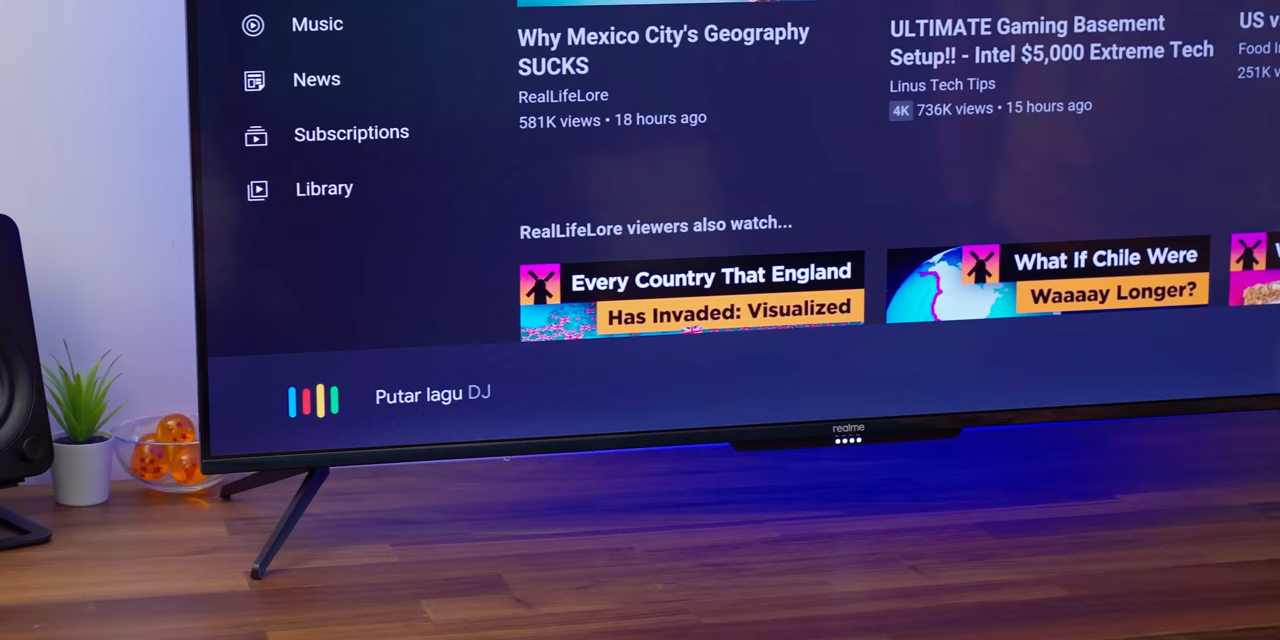 Music
News
Subscriptions
Library
Why Mexico City's Geography
SUCKS
RealLifeLore
581K views • 18 hours ago
ULTIMATE Gaming Basement
Setup!! - Intel $5,000 Extreme Tech
Linus Tech Tips
4K 736K views • 15 hours ago
US v
Food I
251K v
RealLifeLore viewers also watch...
Every Country That England
Has Invaded: Visualized
What If Chile Were
Waaaay Longer?
Putar lagu DJ
realme